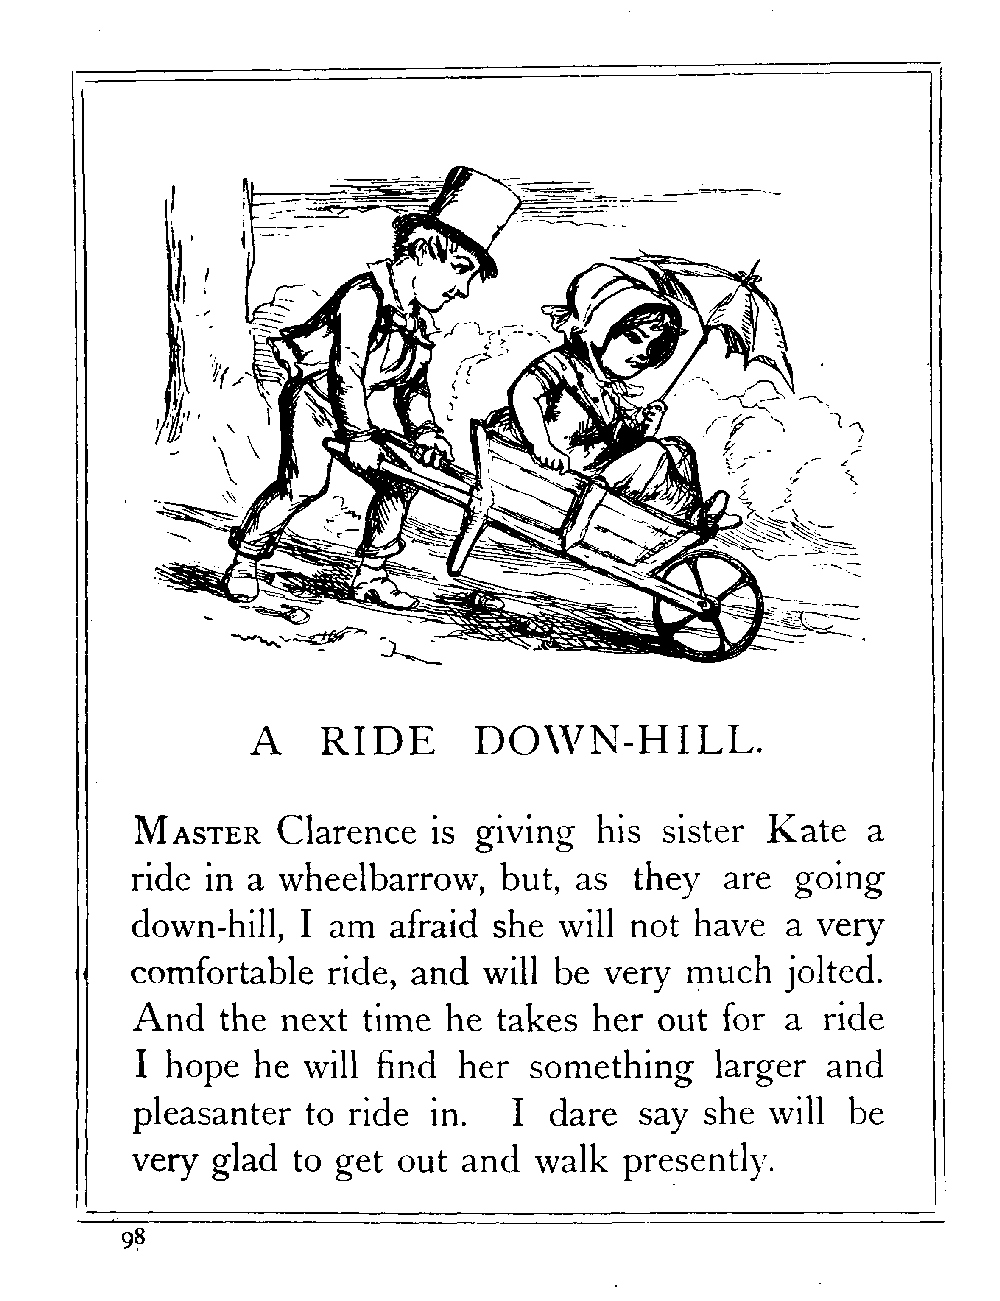 A RIDE DOWN-HILL.
MASTER Clarence is giving his sister Kate a
ride in a wheelbarrow, but, as they are going
down-hill, I am afraid she will not have a very
comfortable ride, and will be very much jolted.
And the next time he takes her out for a ride
I hope he will find her something larger and
pleasanter to ride in. I dare say she will be
very glad to get out and walk presently.
98